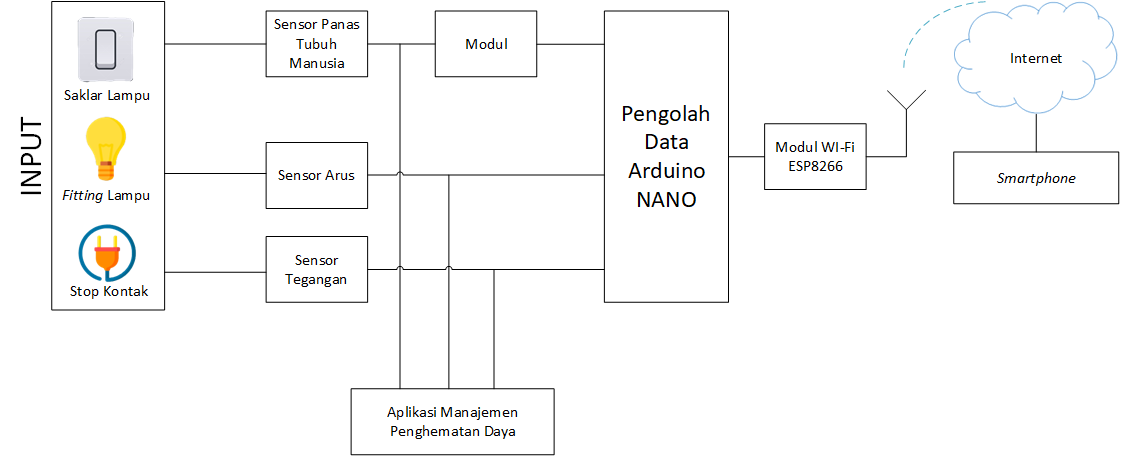 INPUT
Saklar Lampu
Fitting Lampu
Stop Kontak
Sensor Panas
Tubuh
Manusia
Modul
Sensor Arus
Sensor
Tegangan
Aplikasi Manajemen
Penghematan Daya
Pengolah
Data
Arduino
NANO
Modul WI-Fi
ESP8266
Internet
Smartphone